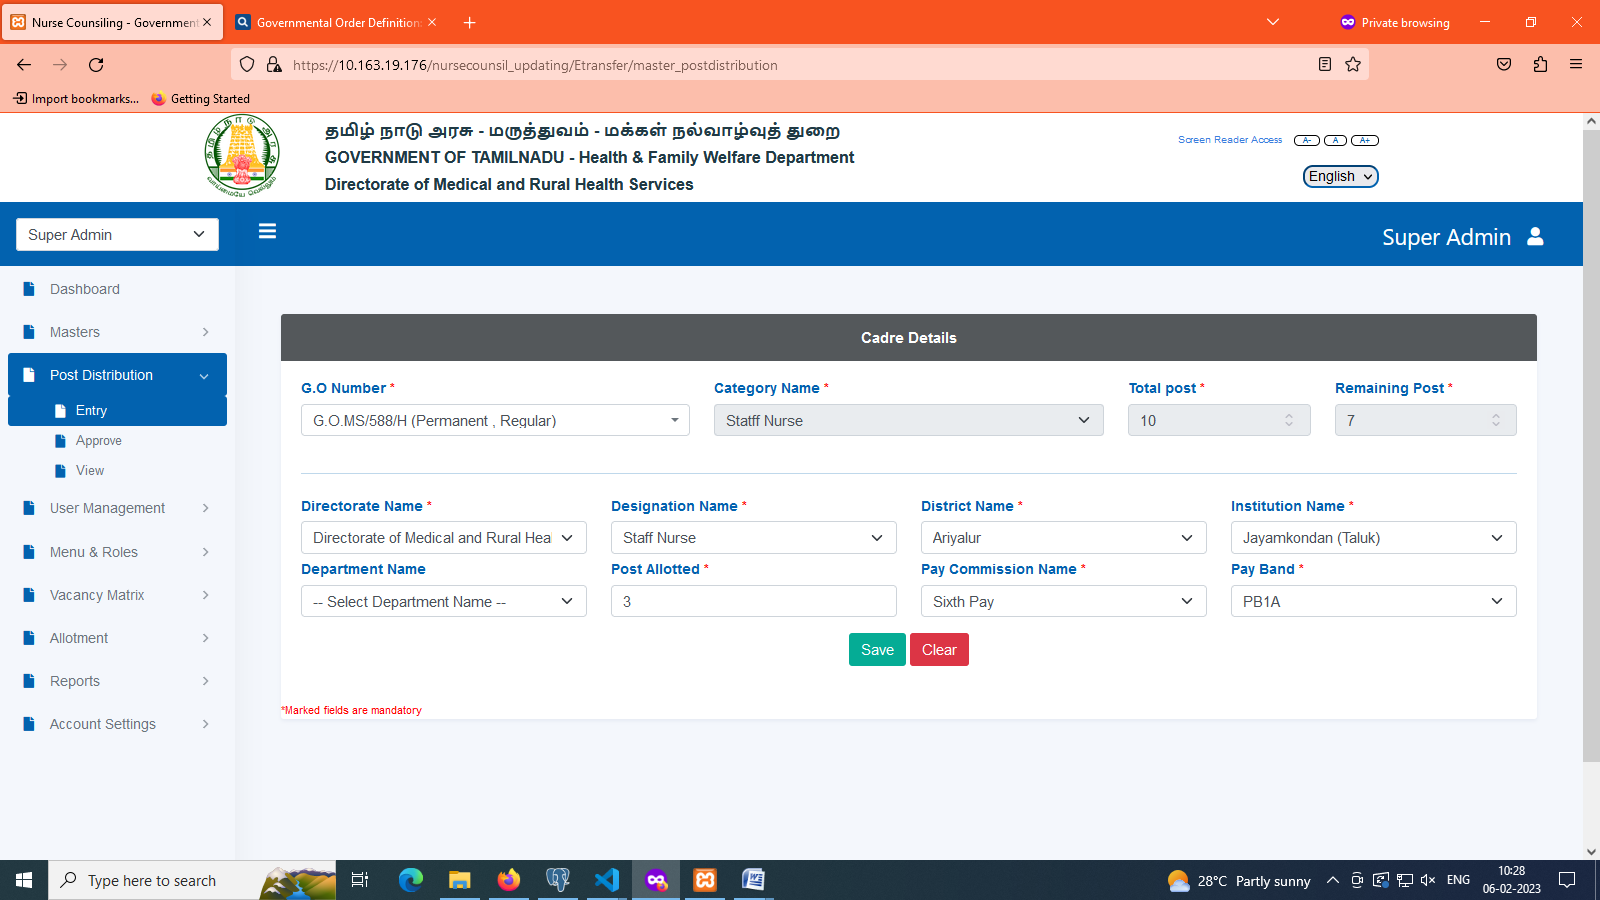 Nurse Counsiling - Government
Governmental Order Definition
Private browsing
https://10.163.19.176/nursecounsil_updating/Etransfer/master_postdistribution
Import bookmarks...
Getting Started
தமிழ் நாடு அரசு - மருத்துவம் - மக்கள் நல்வாழ்வுத் துறை
GOVERNMENT OF TAMILNADU - Health & Family Welfare Department
Directorate of Medical and Rural Health Services
Screen Reader Access A- A A+
English
Super Admin
Super Admin
Dashboard
Masters
Post Distribution
Entry
Approve
View
User Management
Menu & Roles
Vacancy Matrix
Allotment
Reports
Account Settings
Cadre Details
G.O Number * Category Name * Total post * Remaining Post *
G.O.MS/588/H (Permanent , Regular) Statff Nurse 10 7
Directorate Name * Designation Name * District Name * Institution Name *
Directorate of Medical and Rural Hea Staff Nurse Ariyalur Jayamkondan (Taluk)
Department Name Post Allotted * Pay Commission Name * Pay Band *
-- Select Department Name -- 3 Sixth Pay PB1A
Save Clear
*Marked fields are mandatory
Type here to search
28°C Partly sunny
ENG
10:28
06-02-2023